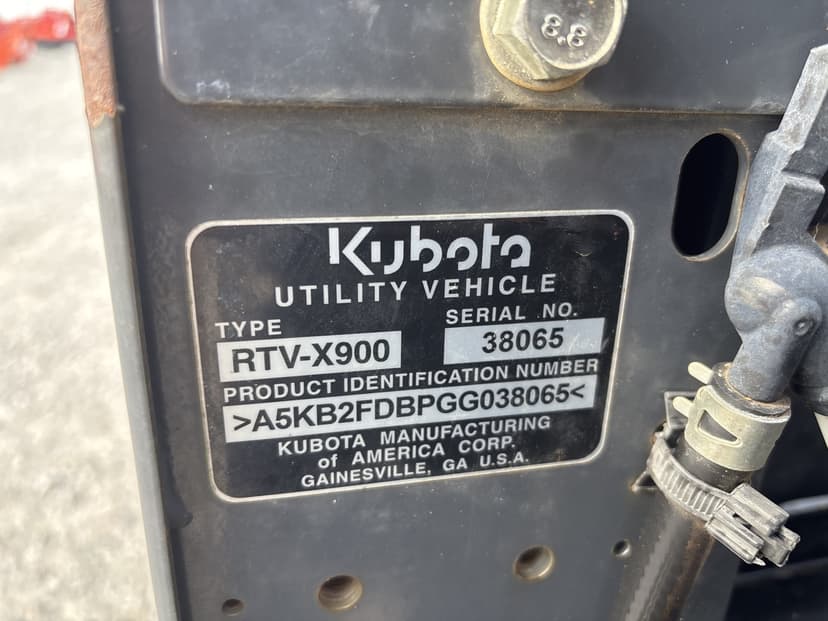 8.8
Kubota
UTILITY VEHICLE
TYPE
SERIAL NO.
RTV-X900
38065
PRODUCT IDENTIFICATION NUMBER
>A5KB2FDBPGG038065<
KUBOTA MANUFACTURING
of AMERICA CORP.
GAINESVILLE, GA U.S.A.